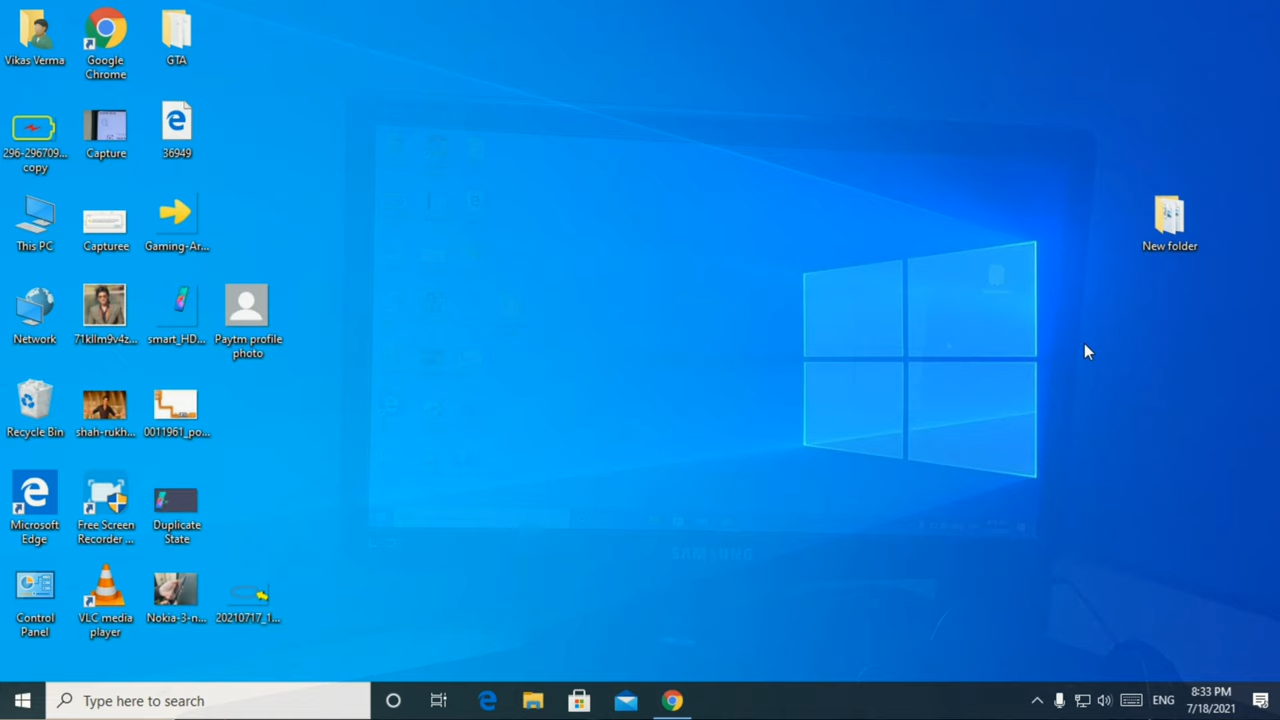 Vikas Verma
Google
Chrome
GTA
296-296709...
copy
Capture
36949
This PC
Capturee
Gaming-Ar...
New folder
Network
71kllm9v4z...
smart_HD...
Paytm profile
photo
Recycle Bin
shah-rukh...
0011961_po...
Microsoft
Edge
Free Screen
Recorder ...
Duplicate
State
Control
Panel
VLC media
player
Nokia-3-n...
20210717_1...
SAMSUNG
Type here to search
ENG
8:33 PM
7/18/2021